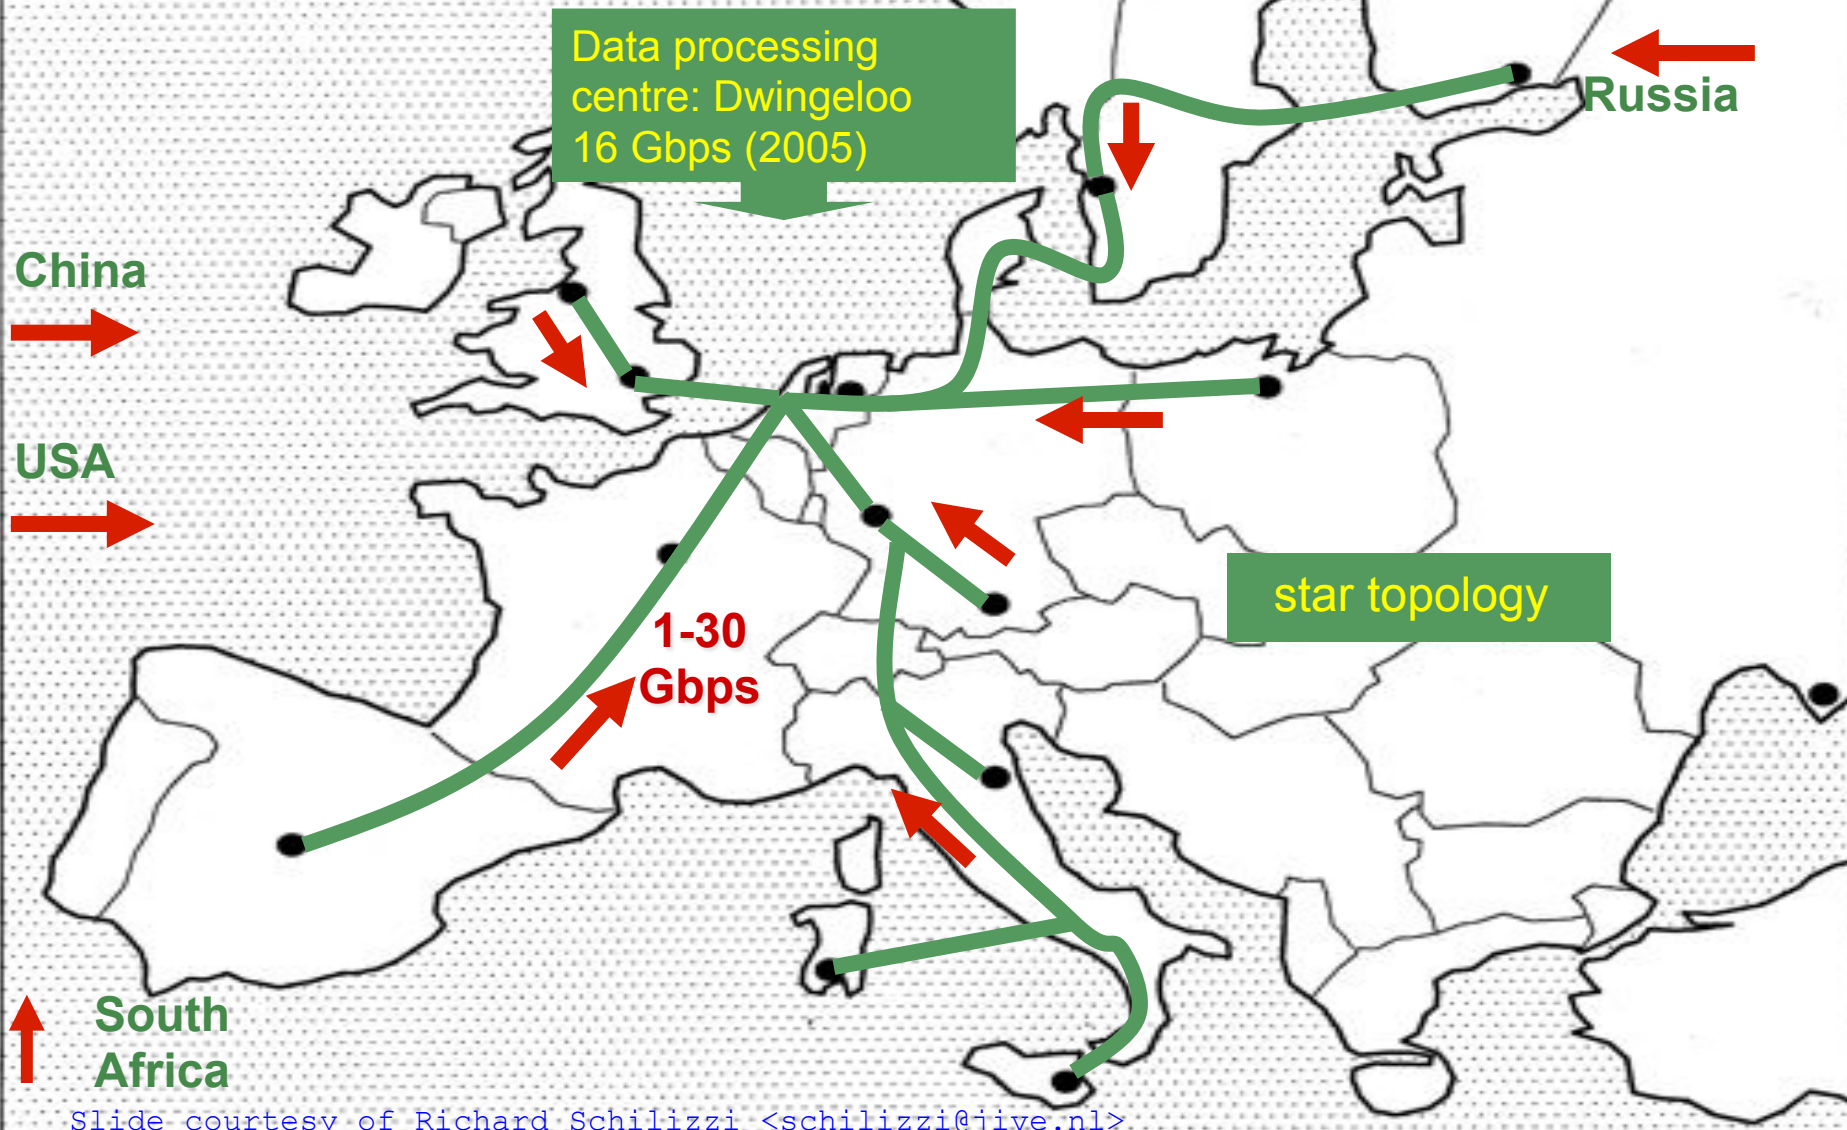 Data processing
centre: Dwingeloo
16 Gbps (2005)
Russia
China
USA
star topology
1-30
Gbps
South
Africa
Slide courtesy of Richard Schilizzi <schilizzi@jive.nl>